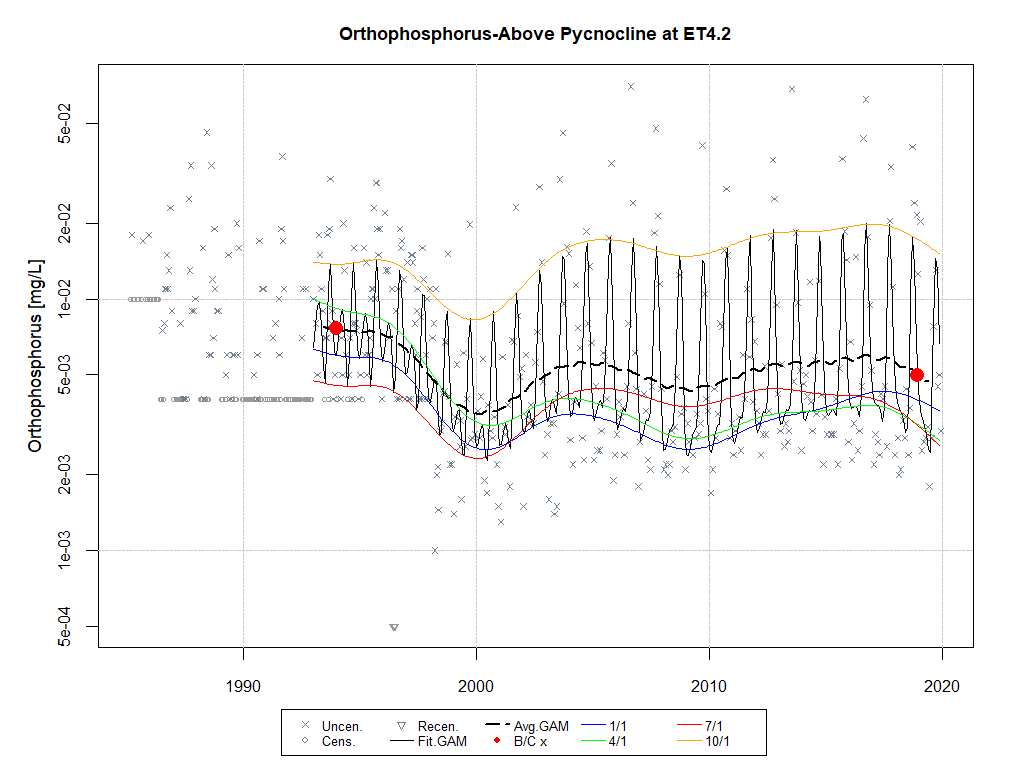 Orthophosphorus-Above Pycnocline at ET4.2
Orthophosphorus [mg/L]
5e-02
2e-02
1e-02
5e-03
2e-03
1e-03
5e-04
1990 2000 2010 2020
Uncen. Recen. Avg.GAM 1/1 7/1
Cens. Fit.GAM B/C x 4/1 10/1